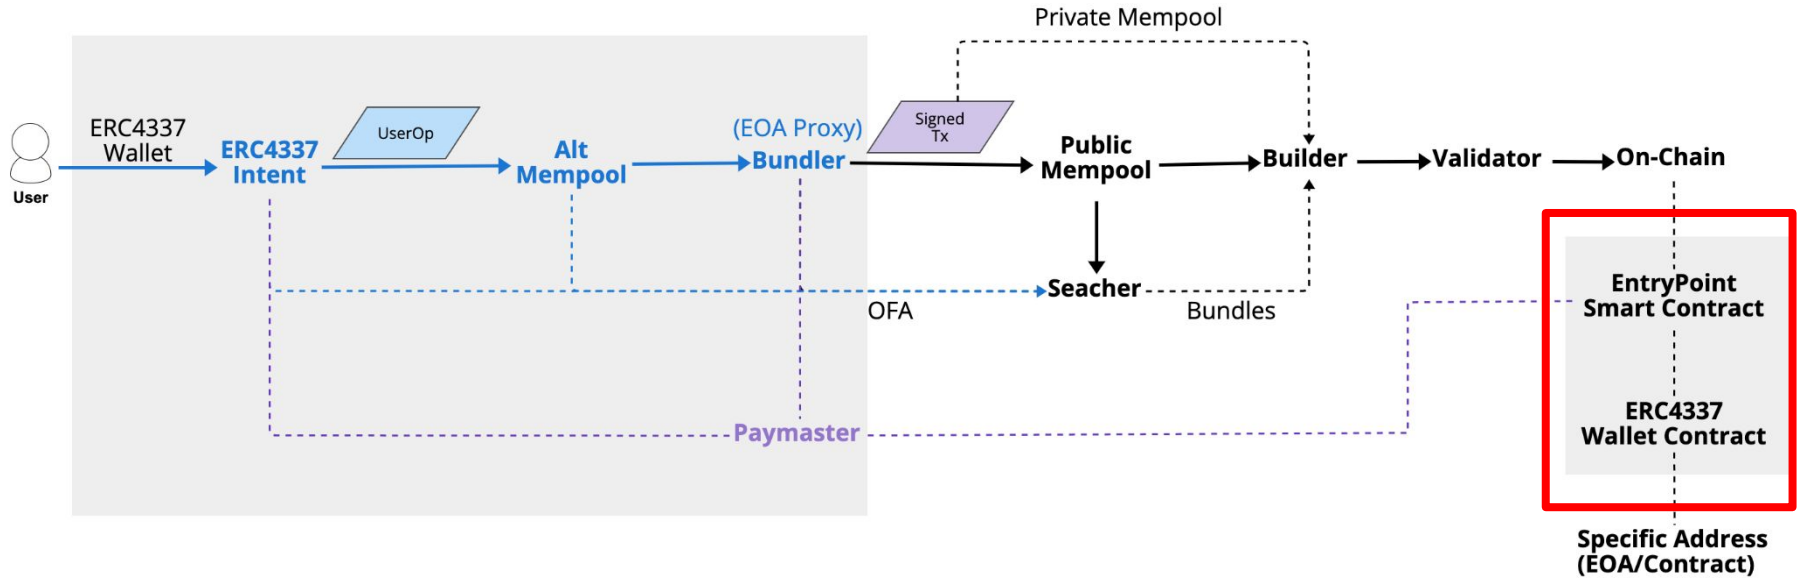 Private Mempool
User
ERC4337
Wallet
ERC4337
Intent
UserOp
Alt
Mempool
(EOA Proxy)
Bundler
Signed
Tx
Public
Mempool
Builder
Validator
On-Chain
Seacher
OFA
Bundles
EntryPoint
Smart Contract
Paymaster
ERC4337
Wallet Contract
Specific Address
(EOA/Contract)